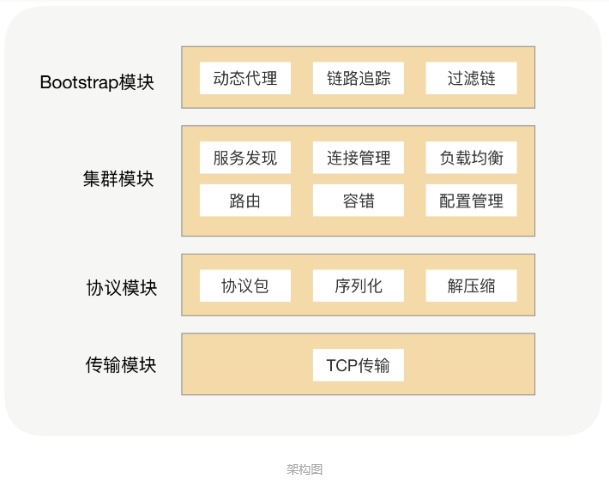 Bootstrap模块
动态代理
链路追踪
过滤链
集群模块
服务发现
连接管理
负载均衡
路由
容错
配置管理
协议模块
协议包
序列化
解压缩
传输模块
TCP传输
架构图